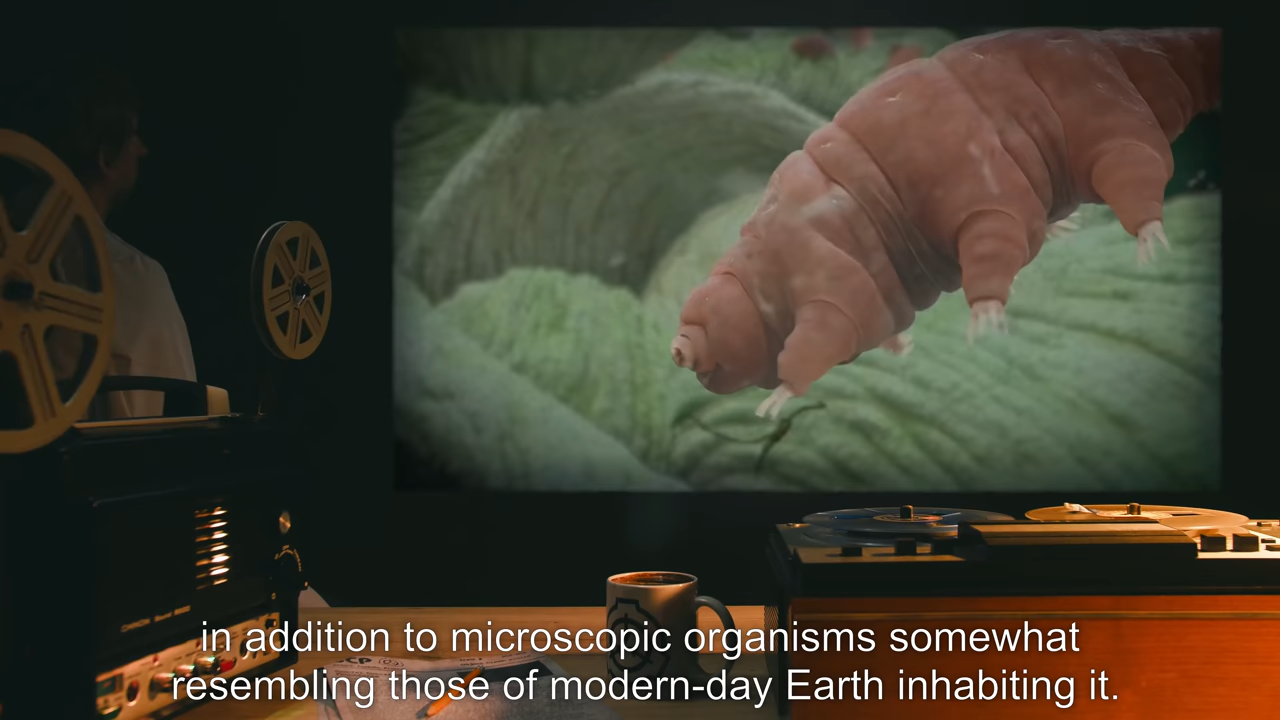 in addition to microscopic organisms somewhat
resembling those of modern-day Earth inhabiting it.